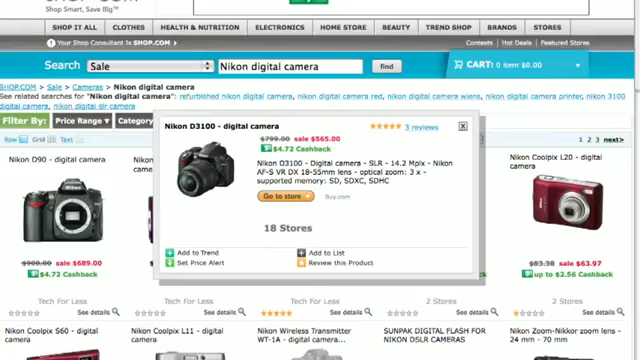 Shop Smart, Save Big™
SHOP IT ALL CLOTHES HEALTH & NUTRITION ELECTRONICS HOME STORE BEAUTY TREND SHOP BRANDS STORES
Your Shop Consultant is SHOP.COM
Contests Hot Deals Featured Stores
Search Sale Nikon digital camera find CART: 0 item $0.00
SHOP.COM >> Sale >> Cameras >> Nikon digital camera
See related searches for "Nikon digital camera": refurbished nikon digital camera, nikon digital camera red, nikon digital camera wiens, nikon digital camera printer, nikon 3100
digital camera, nikon digital slr camera
Filter By: Price Range Category
Row Grid Text
1 2 3 next>
Nikon D3100 - digital camera
3 reviews
X
$799.00 sale $565.00
$4.72 Cashback
Nikon D3100 - Digital camera - SLR - 14.2 Mpix - Nikon
AF-S VR DX 18-55mm lens - optical zoom: 3 x -
supported memory: SD, SDXC, SDHC
Go to store Buy.com
18 Stores
Add to Trend Add to List
Set Price Alert Review this Product
Nikon D90 - digital
camera
$900.00 sale $689.00
$4.72 Cashback
Nikon Coolpix L20 - digital
camera
$83.38 sale $63.97
up to $2.56 Cashback
Tech For Less Tech For Less 2 Stores 2 Stores
See details See details See details See details
Nikon Coolpix S60 - digital
camera
Nikon Coolpix L11 - digital
camera
Nikon Wireless Transmitter
WT-1A - digital camera...
SUNPAK DIGITAL FLASH FOR
NIKON DSLR CAMERAS
Nikon Zoom-Nikkor zoom lens -
24 mm - 70 mm